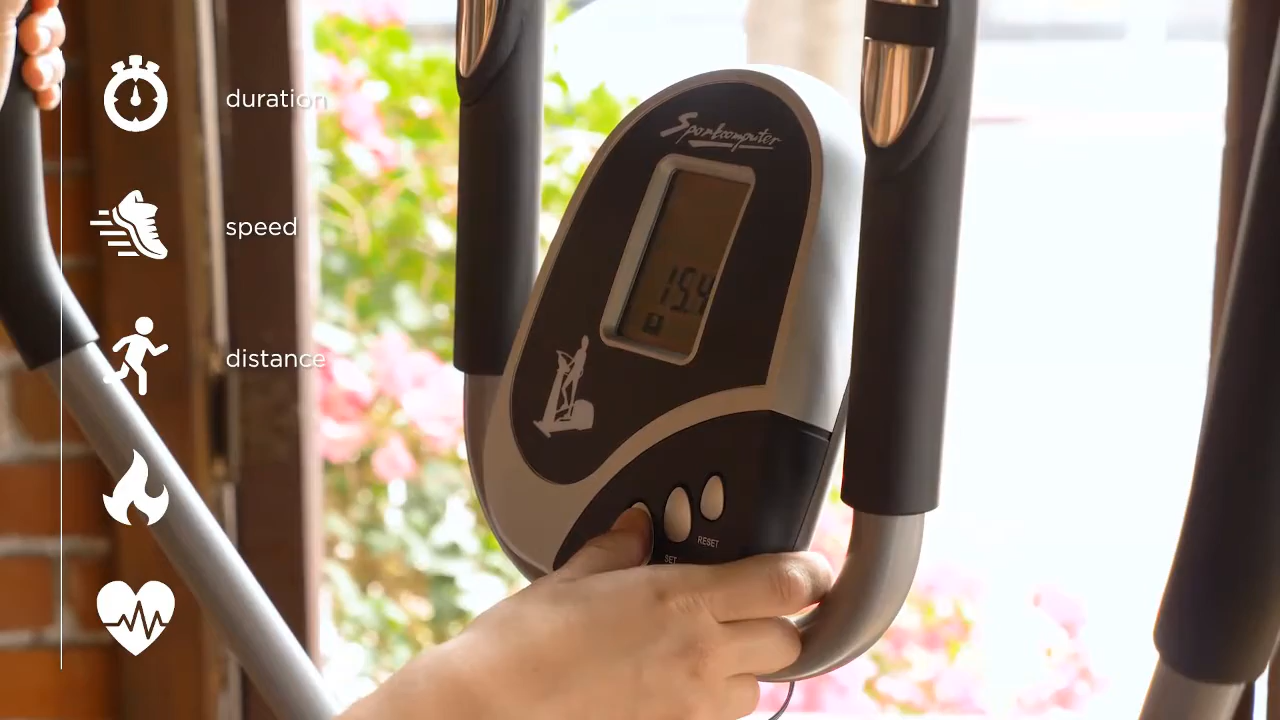 duration
Sportcomputer
speed
15.4
distance
RESET
SET